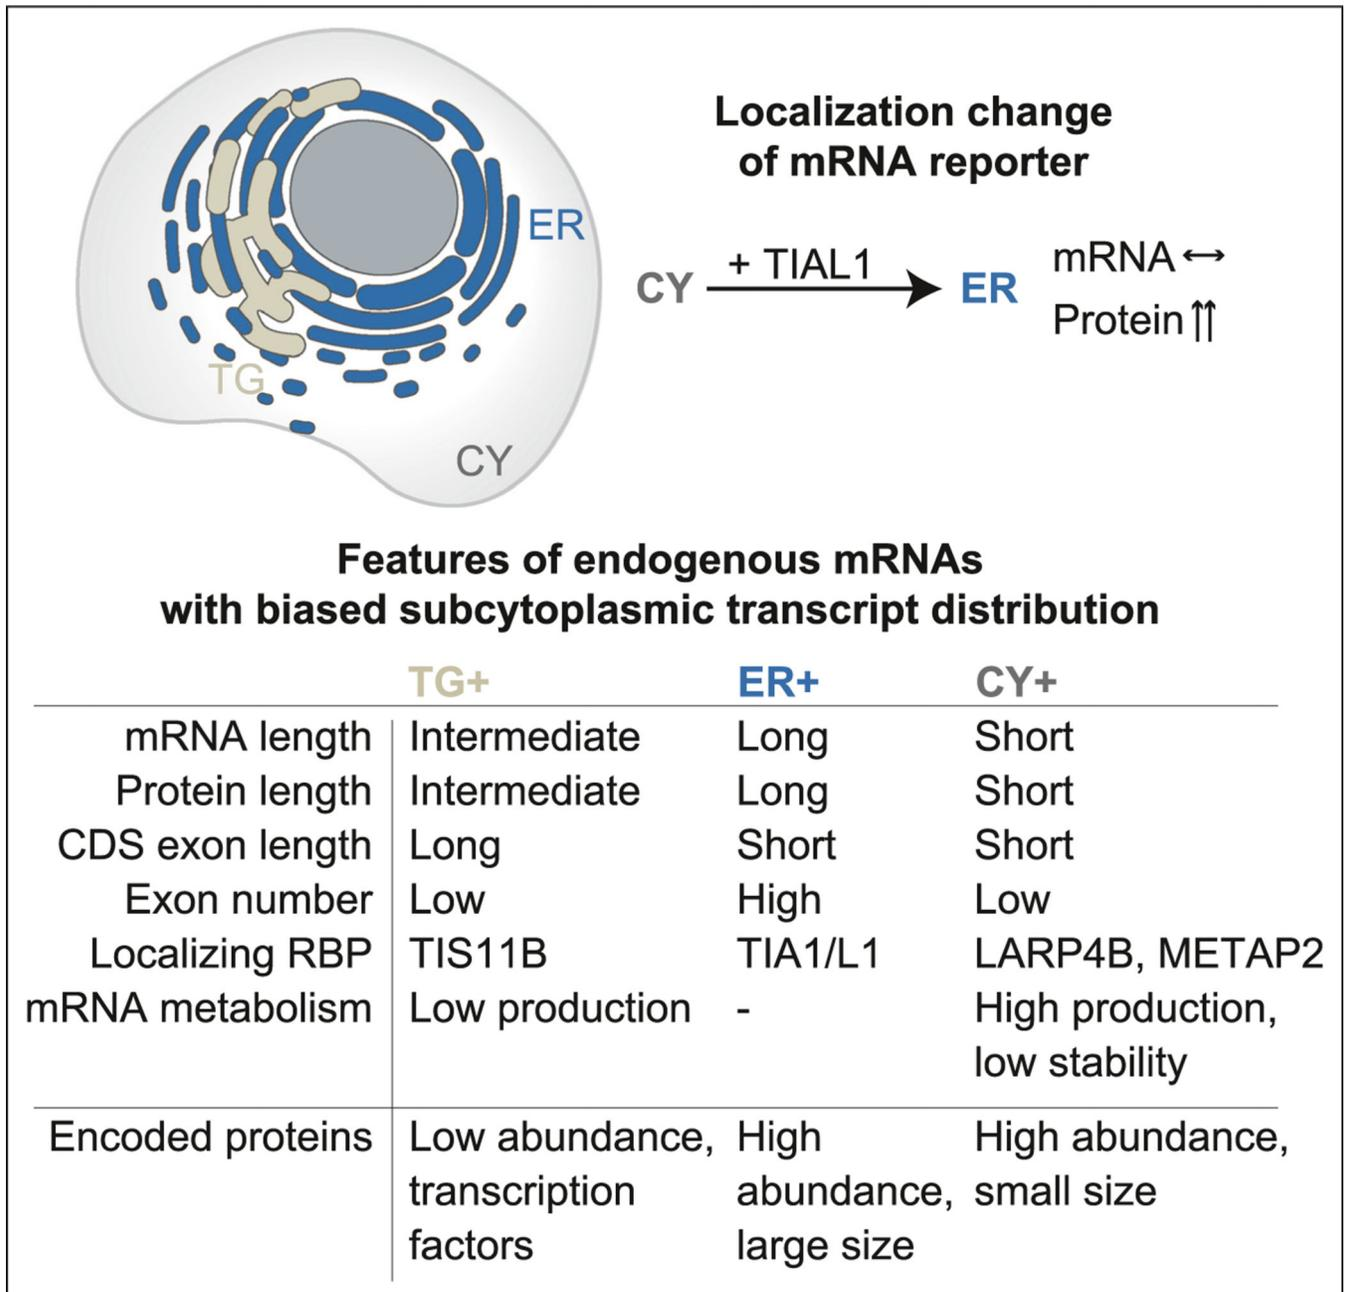 Localization change
of mRNA reporter
ER
CY + TIAL1 ER
mRNA ↔
Protein ⇈
TG
CY
Features of endogenous mRNAs
with biased subcytoplasmic transcript distribution
TG+ ER+ CY+
mRNA length Intermediate Long Short
Protein length Intermediate Long Short
CDS exon length Long Short Short
Exon number Low High Low
Localizing RBP TIS11B TIA1/L1 LARP4B, METAP2
mRNA metabolism Low production - High production,
low stability
Encoded proteins Low abundance, High High abundance,
transcription abundance, small size
factors large size